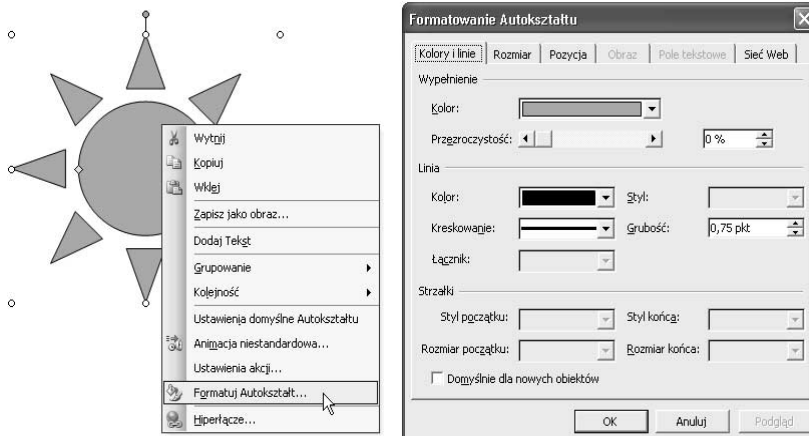 Wytnij
Kopiuj
Wklej
Zapisz jako obraz...
Dodaj Tekst
Grupowanie
Kolejność
Ustawienia domyślne Autokształtu
Animacja niestandardowa...
Ustawienia akcji...
Formatuj Autokształt...
Hiperłącze...
Formatowanie Autokształtu
Kolory i linie Rozmiar Pozycja Obraz Pole tekstowe Sieć Web
Wypełnienie
Kolor:
Przezroczystość: 0 %
Linia
Kolor: Styl:
Kreskowanie: Grubość: 0,75 pkt
Łącznik:
Strzałki
Styl początku: Styl końca:
Rozmiar początku: Rozmiar końca:
Domyślnie dla nowych obiektów
OK Anuluj Podgląd